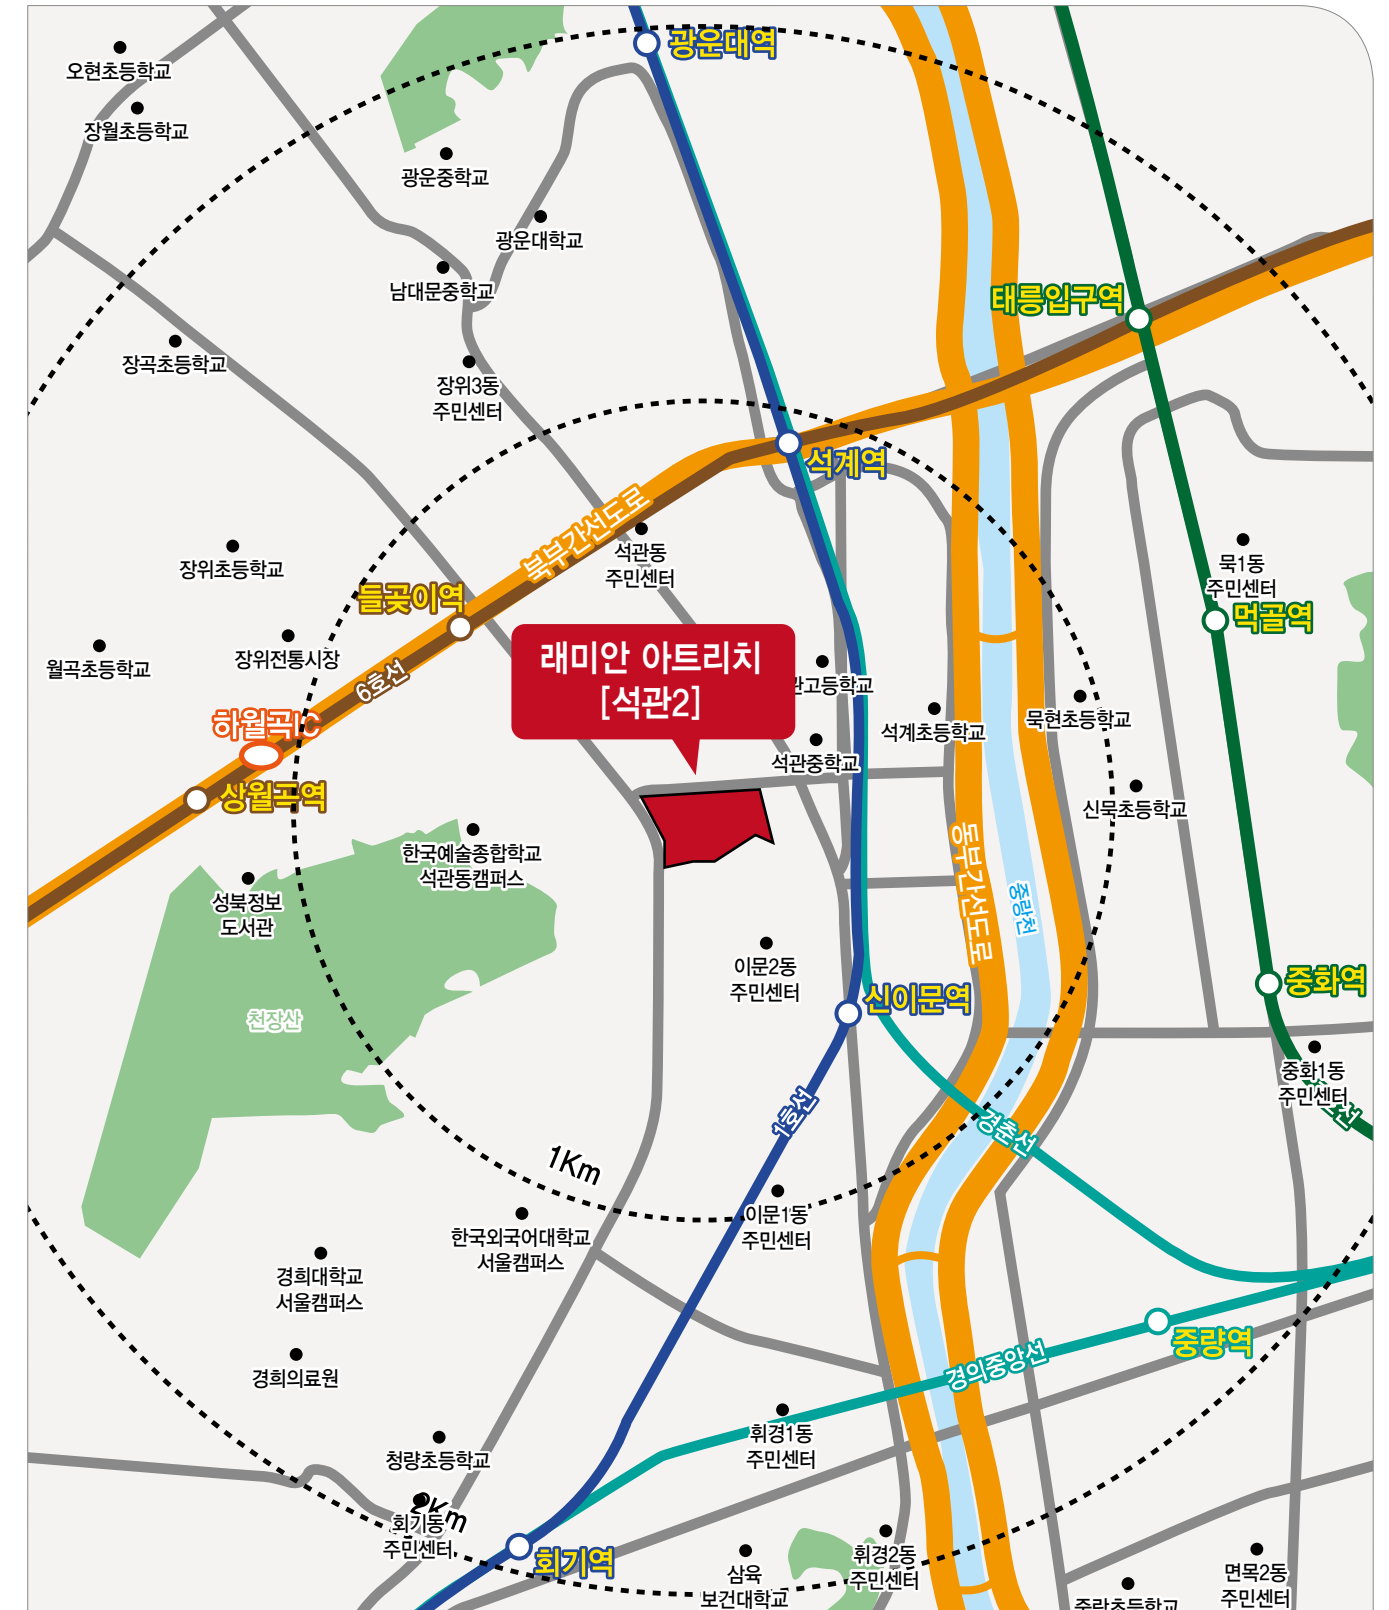 광운대역
오현초등학교
장월초등학교
광운중학교
광운대학교
남대문중학교
태릉입구역
장곡초등학교
장위3동
주민센터
석계역
북부간선도로
석관동
주민센터
장위초등학교
묵1동
주민센터
돌곶이역
먹골역
장위전통시장
월곡초등학교
6호선
래미안 아트리치
[석관2]
관고등학교
석계초등학교
묵현초등학교
하월곡IC
석관중학교
상월곡역
신묵초등학교
한국예술종합학교
석관동캠퍼스
성북정보
도서관
동부간선도로
중랑천
이문2동
주민센터
중화역
신이문역
천장산
중화1동
주민센터
선
1호선
경춘선
1Km
이문1동
주민센터
한국외국어대학교
서울캠퍼스
경희대학교
서울캠퍼스
중량역
경의중앙선
경희의료원
휘경1동
주민센터
청량초등학교
2Km
회기동
주민센터
회기역
휘경2동
주민센터
삼육
보건대학교
면목2동
주민센터
중랑초등학교